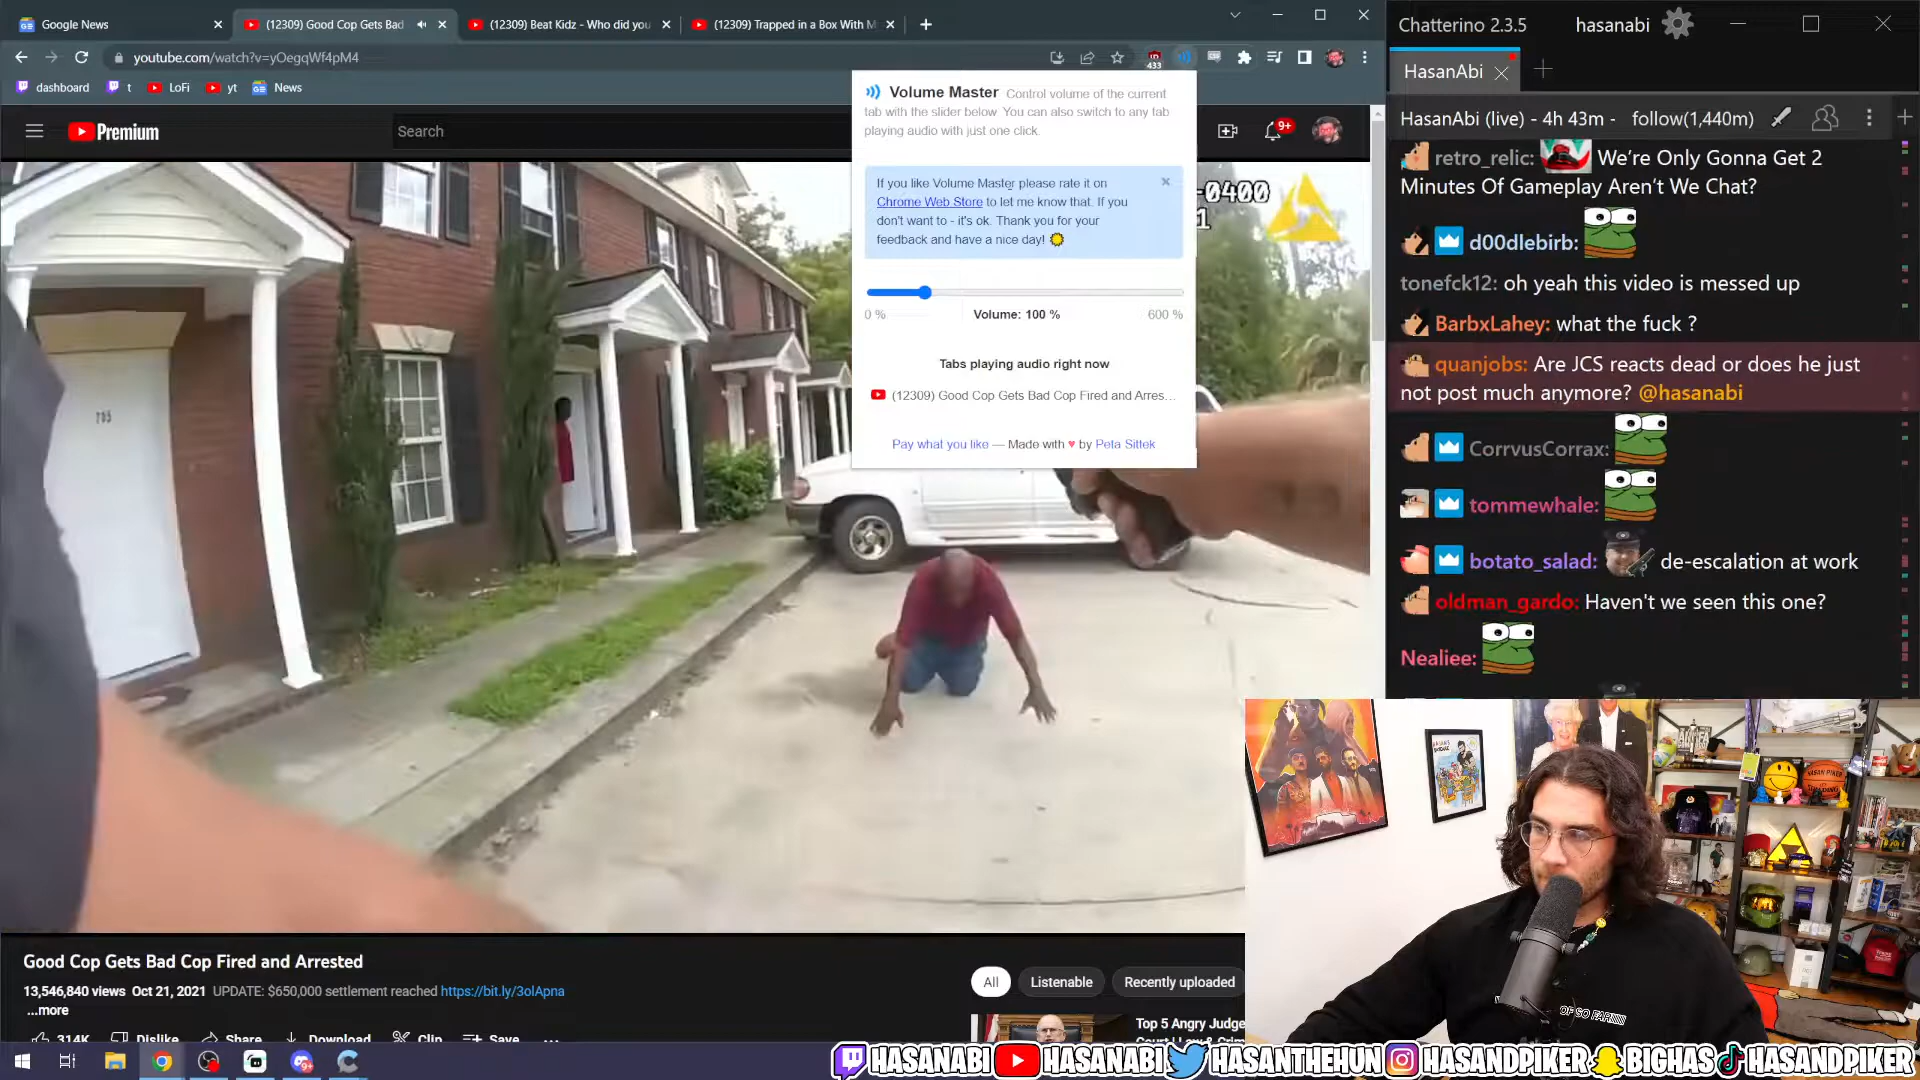 Google News
(12309) Good Cop Gets Bad
(12309) Beat Kidz - Who did you
(12309) Trapped in a Box With M
youtube.com/watch?v=yOegqWf4pM4
433
dashboard
t
LoFi
yt
News
Premium
Search
9+
Volume Master Control volume of the current
tab with the slider below. You can also switch to any tab
playing audio with just one click.
If you like Volume Master please rate it on
Chrome Web Store to let me know that. If you
don't want to - it's ok. Thank you for your
feedback and have a nice day!
0 %
Volume: 100 %
600 %
Tabs playing audio right now
(12309) Good Cop Gets Bad Cop Fired and Arres...
Pay what you like — Made with ♥ by Peta Sittek
-0400
1
705
Good Cop Gets Bad Cop Fired and Arrested
13,546,840 views Oct 21, 2021 UPDATE: $650,000 settlement reached https://bit.ly/3olApna
...more
314K
Dislike
Share
Download
Clip
Save
All
Listenable
Recently uploaded
Top 5 Angry Judge
Chatterino 2.3.5
hasanabi
HasanAbi
HasanAbi (live) - 4h 43m - follow(1,440m)
retro_relic: We're Only Gonna Get 2
Minutes Of Gameplay Aren't We Chat?
d00dlebirb:
tonefck12: oh yeah this video is messed up
BarbxLahey: what the fuck ?
quanjobs: Are JCS reacts dead or does he just
not post much anymore? @hasanabi
CorrvusCorrax:
tommewhale:
botato_salad: de-escalation at work
oldman_gardo: Haven't we seen this one?
Nealiee:
HASAN PIKER
OF SO FAR!!!!!
HASANABI HASANABI HASANTHEHUN HASANDPIKER BIGHAS HASANDPIKER